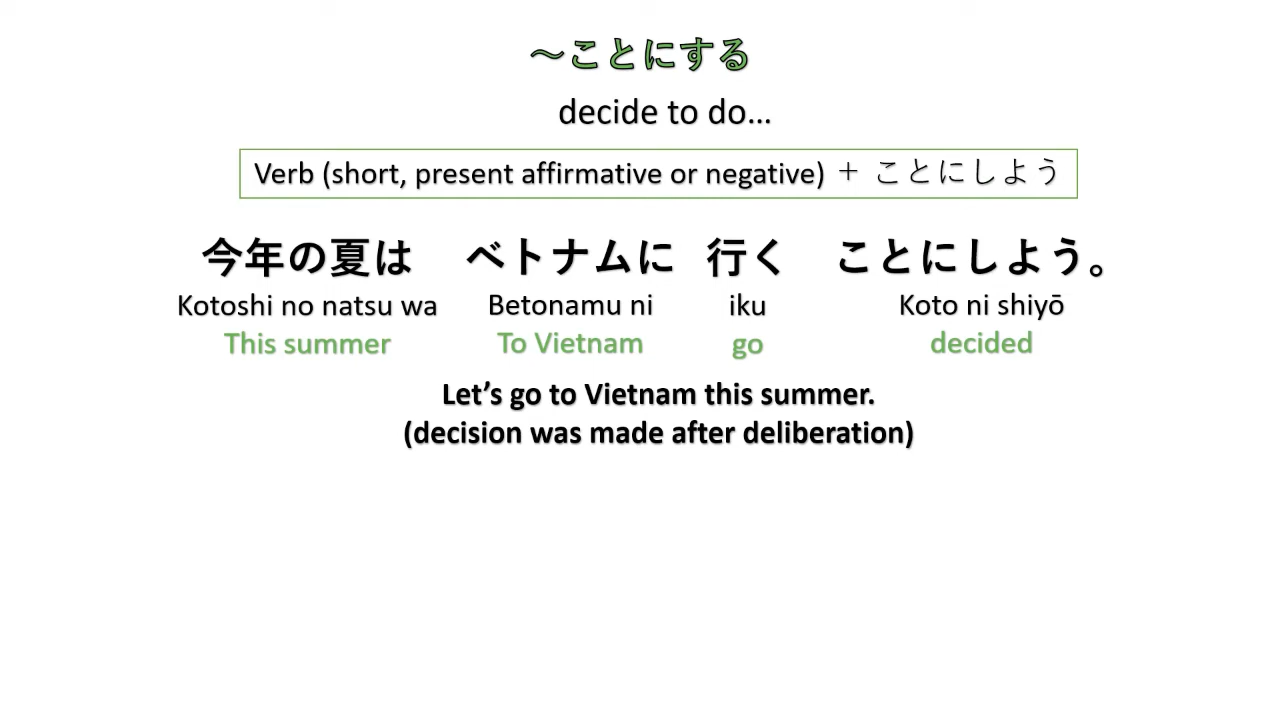 ～ことにする
decide to do…
Verb (short, present affirmative or negative) + ことにしよう
今年の夏は ベトナムに 行く ことにしよう。
Kotoshi no natsu wa Betonamu ni iku Koto ni shiyō
This summer To Vietnam go decided
Let's go to Vietnam this summer.
(decision was made after deliberation)